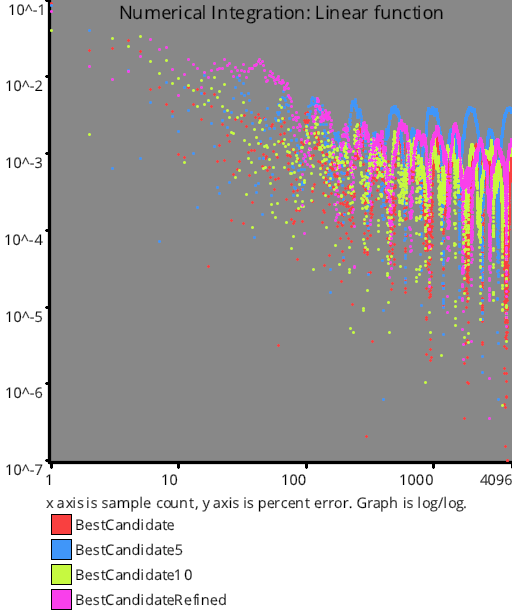 Numerical Integration: Linear function
10^-1
10^-2
10^-3
10^-4
10^-5
10^-6
10^-7
1 10 100 1000 4096
x axis is sample count, y axis is percent error. Graph is log/log.
BestCandidate
BestCandidate5
BestCandidate10
BestCandidateRefined